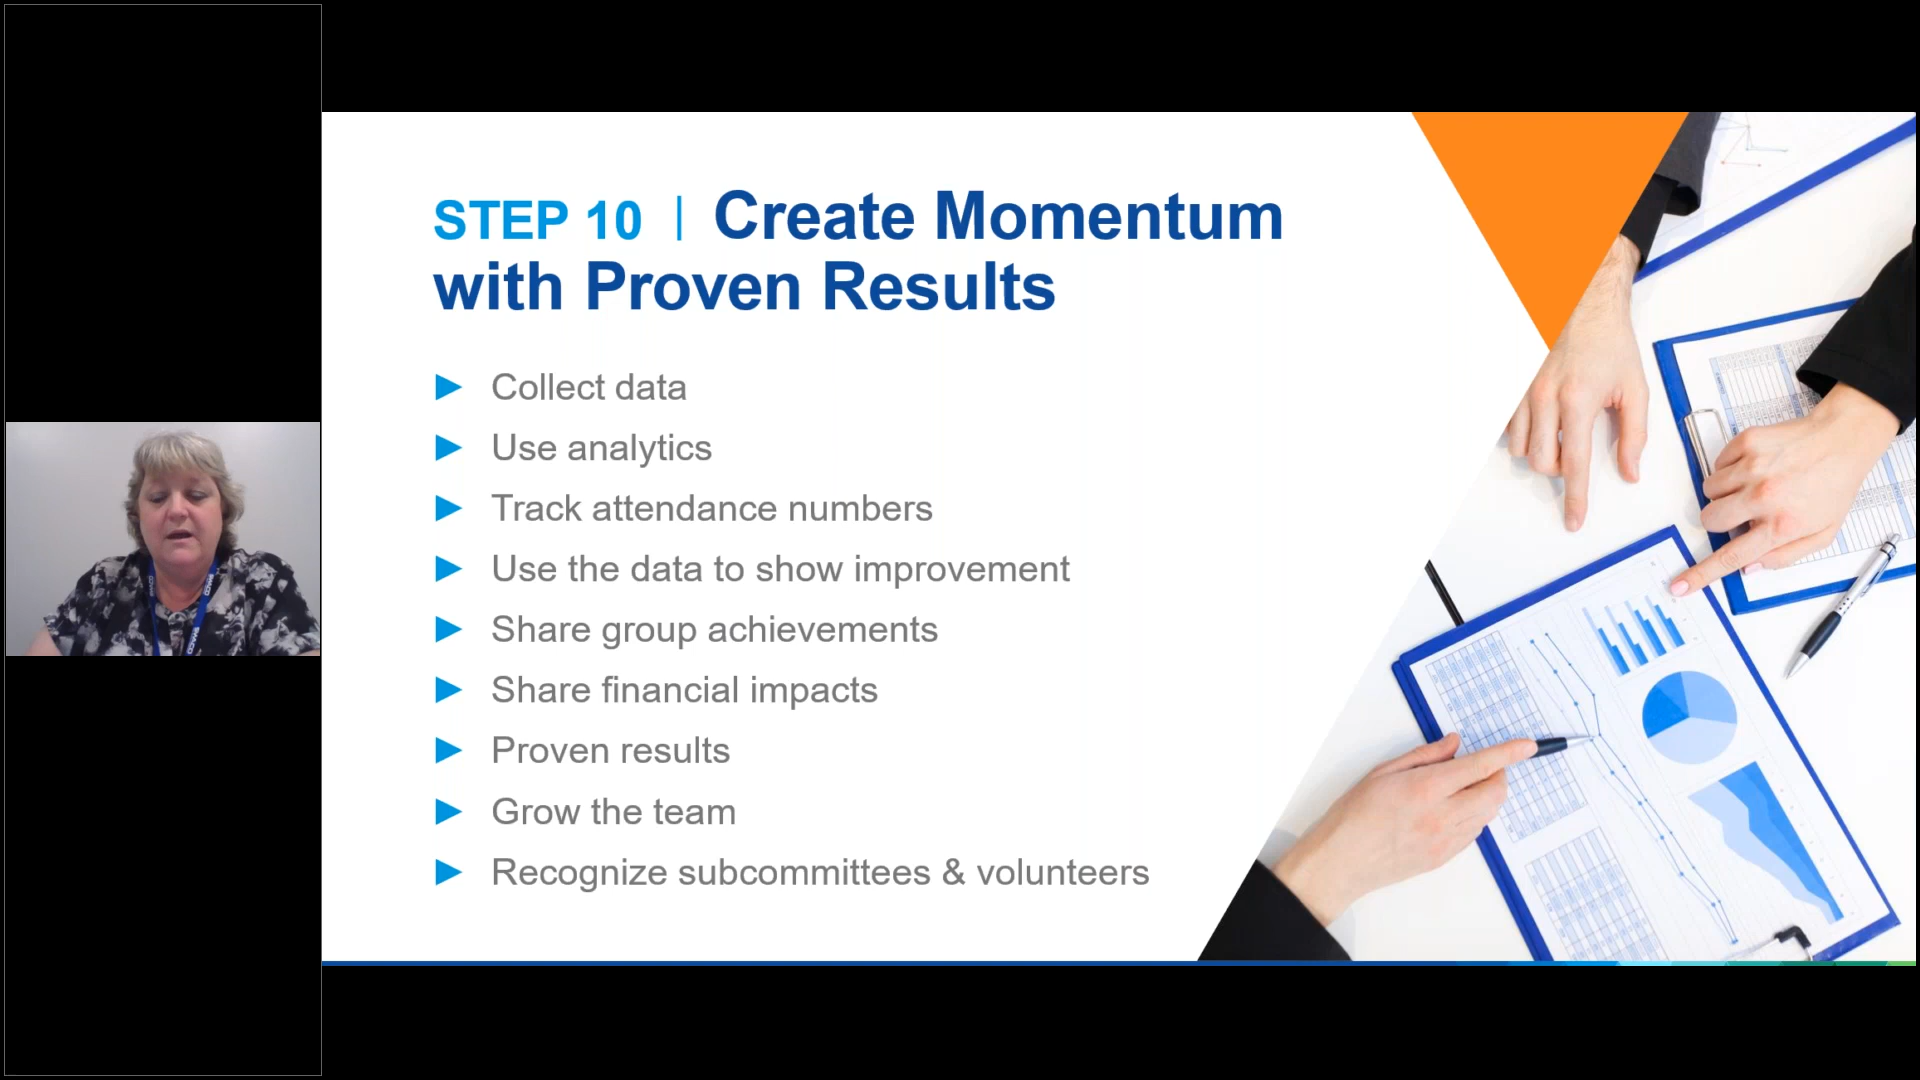 STEP 10 | Create Momentum
with Proven Results
Collect data
Use analytics
Track attendance numbers
Use the data to show improvement
Share group achievements
Share financial impacts
Proven results
Grow the team
Recognize subcommittees & volunteers